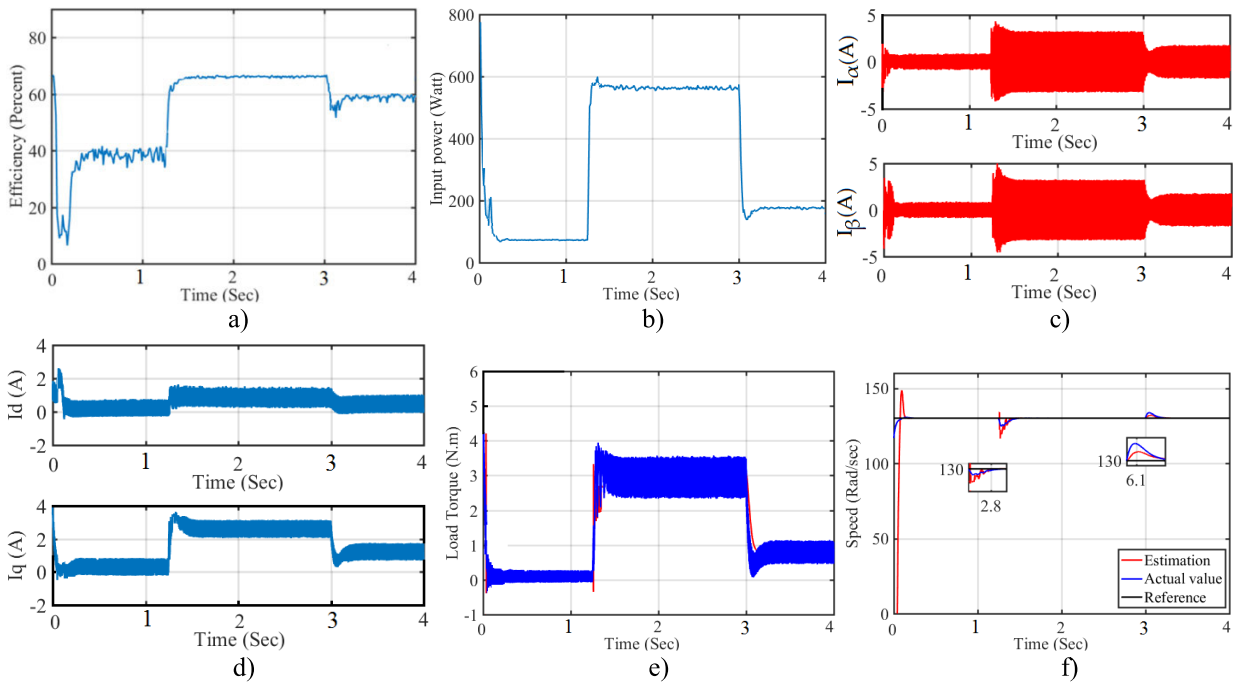 80
60
40
20
0
Efficiency (Percent)
0 1 2 3 4
Time (Sec)
a)
800
600
400
200
0
Input power (Watt)
0 1 2 3 4
Time (Sec)
b)
5
0
-5
Iα(A)
0 1 2 3 4
Time (Sec)
5
0
-5
Iβ(A)
0 1 2 3 4
Time (Sec)
c)
4
2
0
-2
Id (A)
0 1 2 3 4
Time (Sec)
4
2
0
-2
Iq (A)
0 1 2 3 4
Time (Sec)
d)
6
5
4
3
2
1
0
-1
Load Torque (N.m)
0 1 2 3 4
Time (Sec)
e)
150
100
50
0
Speed (Rad/sec)
130
2.8
130
6.1
Estimation
Actual value
Reference
0 1 2 3 4
Time (Sec)
f)